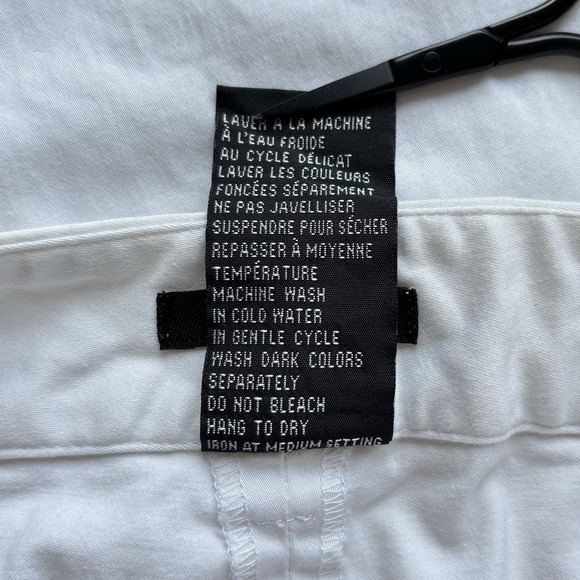 LAVER À LA MACHINE
À L'EAU FROIDE
AU CYCLE DÉLICAT
LAVER LES COULEURS
FONCÉES SÉPAREMENT
NE PAS JAVELLISER
SUSPENDRE POUR SÉCHER
REPASSER À MOYENNE
TEMPÉRATURE
MACHINE WASH
IN COLD WATER
IN GENTLE CYCLE
WASH DARK COLORS
SEPARATELY
DO NOT BLEACH
HANG TO DRY
IRON AT MEDIUM SETTING